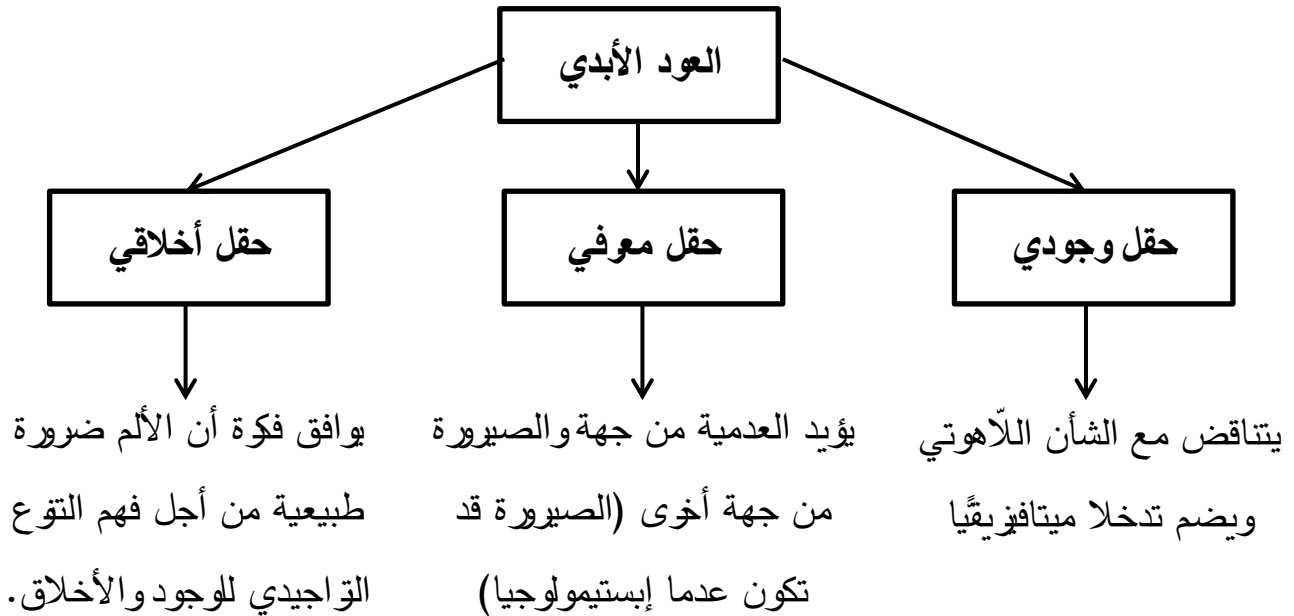 العود الأبدي
حقل وجودي
حقل معرفي
حقل أخلاقي
يتناقض مع الشأن اللّاهوتي
ويضم تدخلا ميتافيزيقيًّا
يؤيد العدمية من جهة والصيرورة
من جهة أخرى (الصيرورة قد
تكون عدما إبستيمولوجيا)
يوافق فكرة أن الألم ضرورة
طبيعية من أجل فهم التنوع
التراجيدي للوجود والأخلاق.